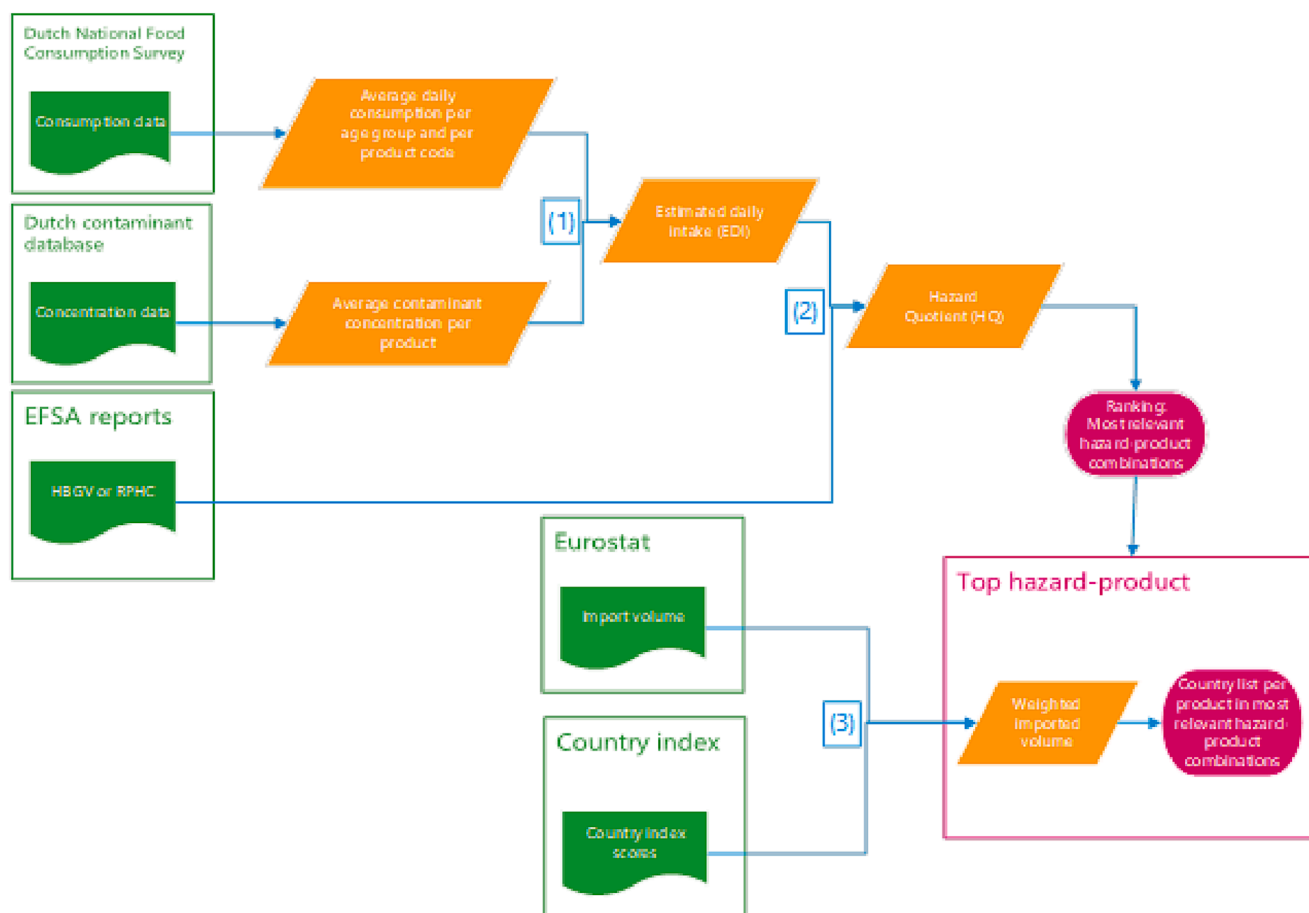 Dutch National Food
Consumption Survey
Consumption data
Average daily
consumption per
age group and per
product code
Dutch contaminant
database
Concentration data
Average contaminant
concentration per
product
(1)
Estimated daily
intake (EDI)
(2)
Hazard
Quotient (HQ)
EFSA reports
HBGV or RPHC
Ranking:
Most relevant
hazard-product
combinations
Eurostat
Import volume
Country index
Country index
scores
(3)
Top hazard-product
Weighted
imported
volume
Country list per
product in most
relevant hazard-
product
combinations